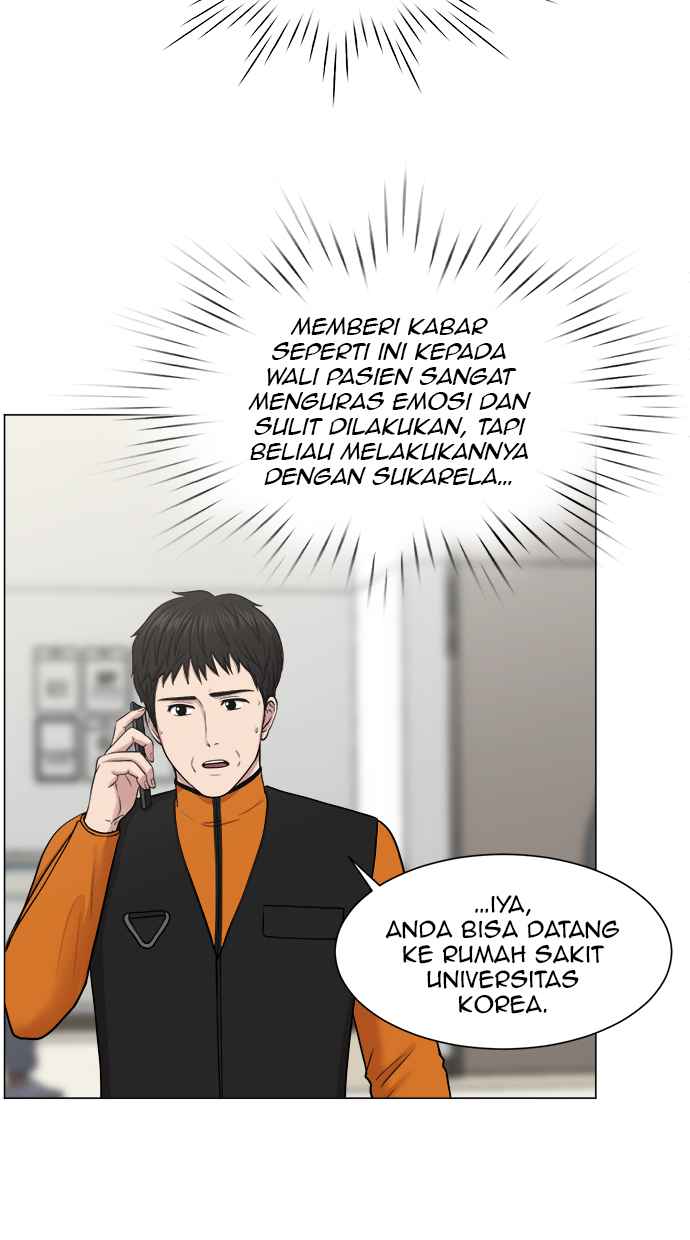 MEMBERI KABAR
SEPERTI INI KEPADA
WALI PASIEN SANGAT
MENGURAS EMOSI DAN
SULIT DILAKUKAN, TAPI
BELIAU MELAKUKANNYA
DENGAN SUKARELA...
...IYA,
ANDA BISA DATANG
KE RUMAH SAKIT
UNIVERSITAS
KOREA.